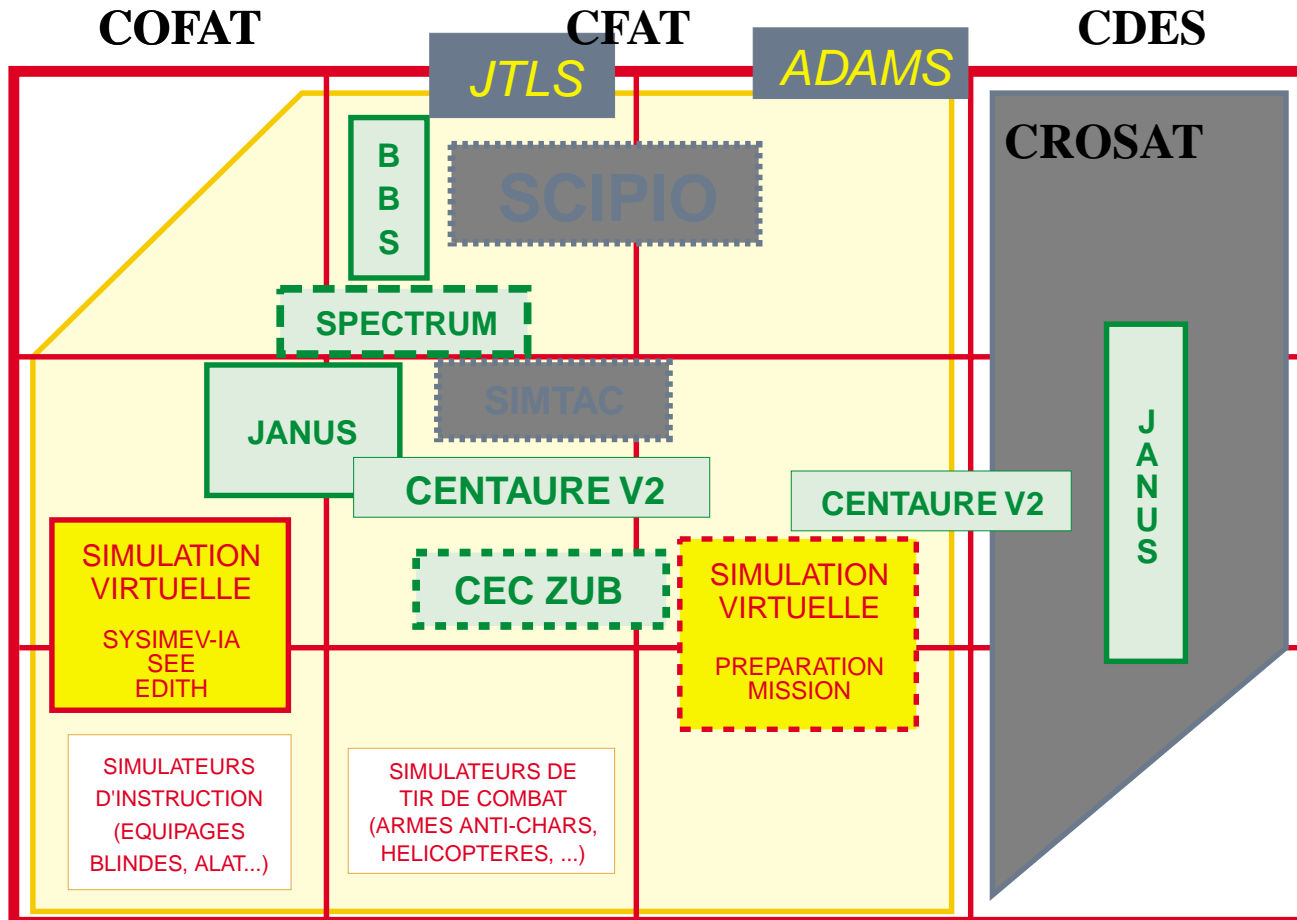 COFAT
CFAT
CDES
JTLS
ADAMS
CROSAT
B
B
S
SCIPIO
SPECTRUM
SIMTAC
JANUS
CENTAURE V2
CENTAURE V2
J
A
N
U
S
SIMULATION
VIRTUELLE
SYSIMEV-IA
SEE
EDITH
CEC ZUB
SIMULATION
VIRTUELLE
PREPARATION
MISSION
SIMULATEURS
D'INSTRUCTION
(EQUIPAGES
BLINDES, ALAT...)
SIMULATEURS DE
TIR DE COMBAT
(ARMES ANTI-CHARS,
HELICOPTERES, ...)